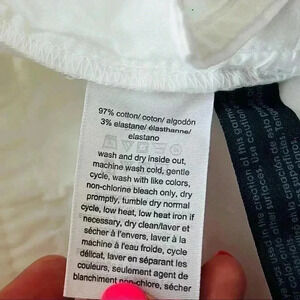 97% cotton/ coton/ algodón
3% elastane/ élasthanne/
elastano
wash and dry inside out,
machine wash cold, gentle
cycle, wash with like colors,
non-chlorine bleach only, dry
promptly, tumble dry normal
cycle, low heat, low heat iron if
necessary, dry clean/laver et
sécher à l'envers, laver à la
machine à l'eau froide, cycle
délicat, laver en séparant les
couleurs, seulement agent de
blanchiment non-chlore, sécher